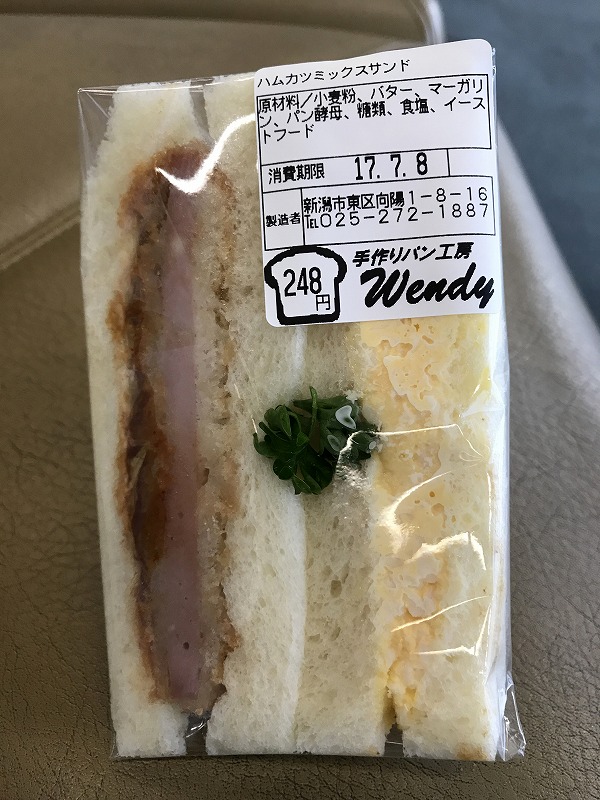 ハムカツミックスサンド
原材料/小麦粉、バター、マーガリ
ン、パン酵母、糖類、食塩、イース
トフード
消費期限 17.7.8
製造者 新潟市東区向陽1-8-16
℡025-272-1887
248円
手作りパン工房
Wendy